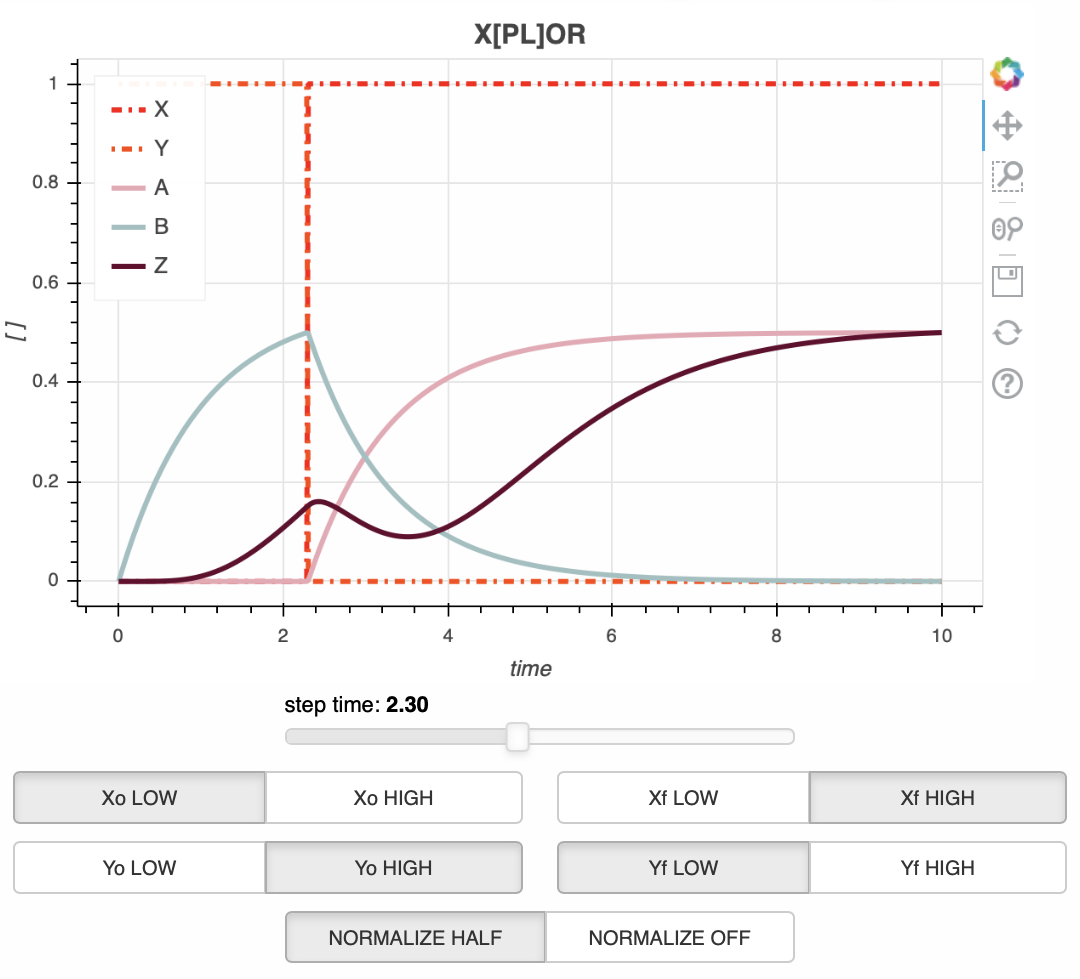 X[PL]OR
1
0.8
0.6
0.4
0.2
0
[ ]
X
Y
A
B
Z
0 2 4 6 8 10
time
step time: 2.30
Xo LOW Xo HIGH Xf LOW Xf HIGH
Yo LOW Yo HIGH Yf LOW Yf HIGH
NORMALIZE HALF NORMALIZE OFF